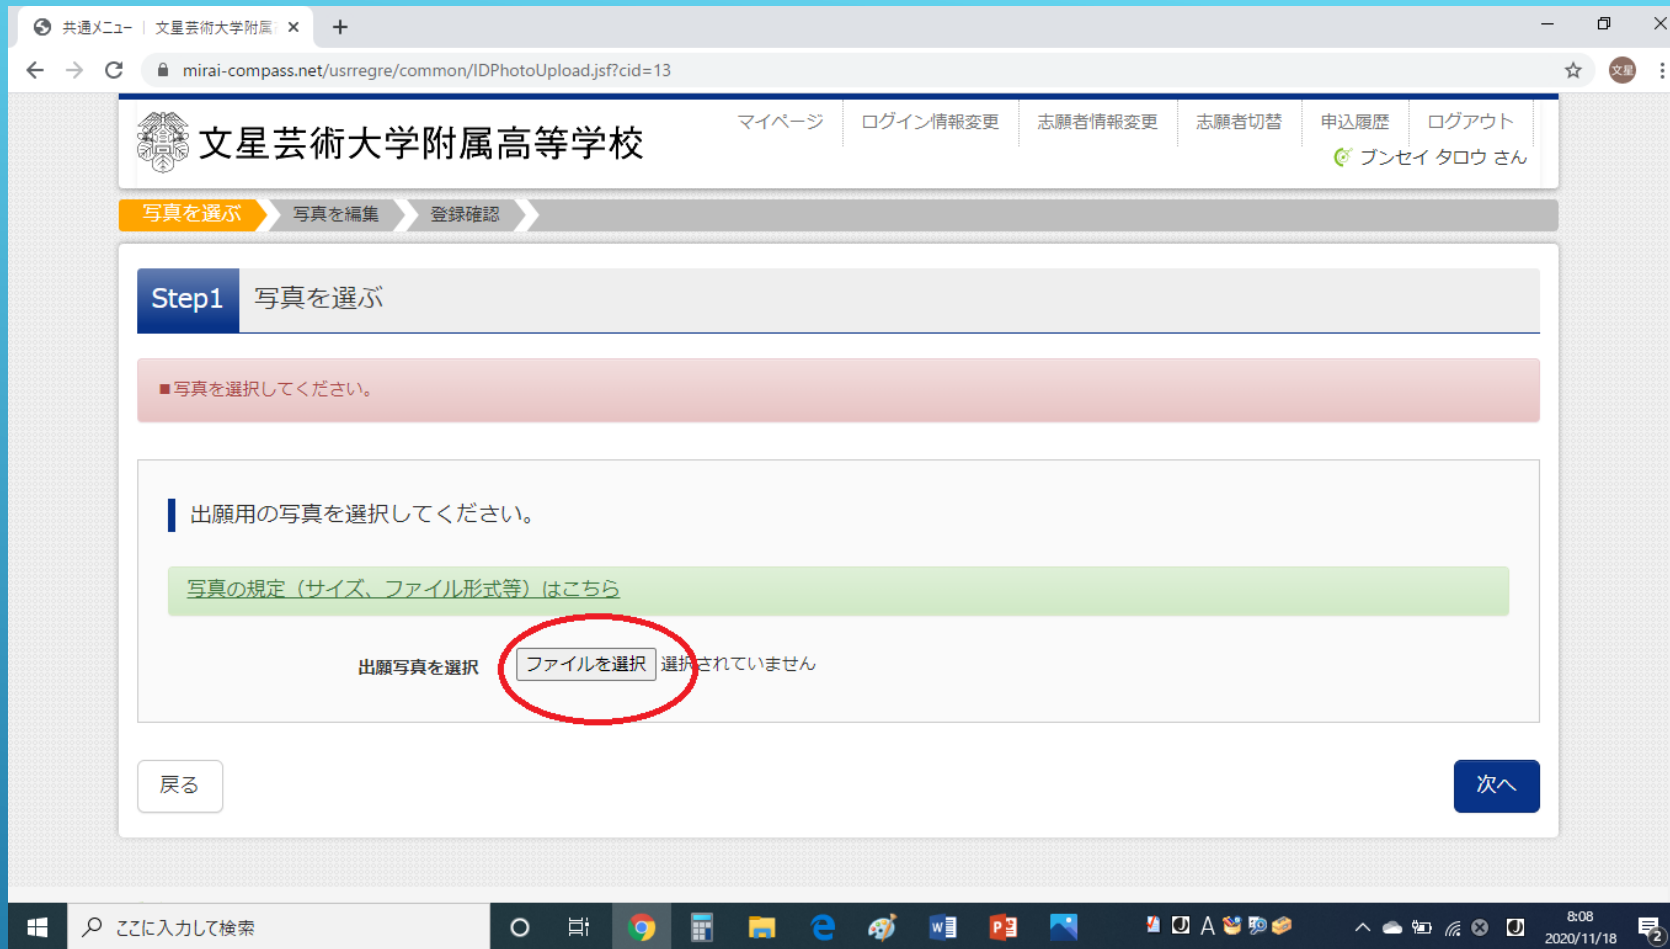 共通メニュー | 文星芸術大学附属
mirai-compass.net/usrregre/common/IDPhotoUpload.jsf?cid=13
文星
文星芸術大学附属高等学校
マイページ
ログイン情報変更
志願者情報変更
志願者切替
申込履歴
ログアウト
ブンセイ タロウ さん
写真を選ぶ
写真を編集
登録確認
Step1 写真を選ぶ
■写真を選択してください。
出願用の写真を選択してください。
写真の規定（サイズ、ファイル形式等）はこちら
出願写真を選択 ファイルを選択 選択されていません
戻る
次へ
ここに入力して検索
A
8:08
2020/11/18
2